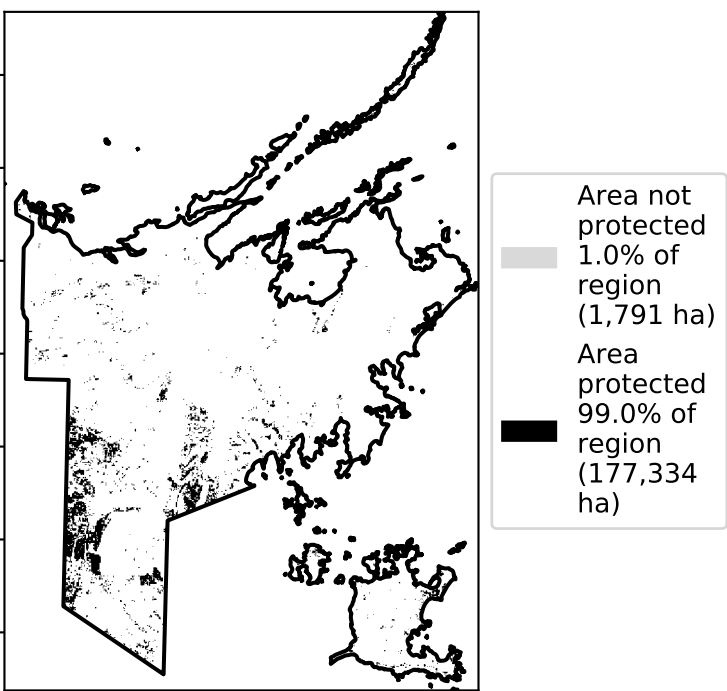 Area not
protected
1.0% of
region
(1,791 ha)
Area
protected
99.0% of
region
(177,334
ha)